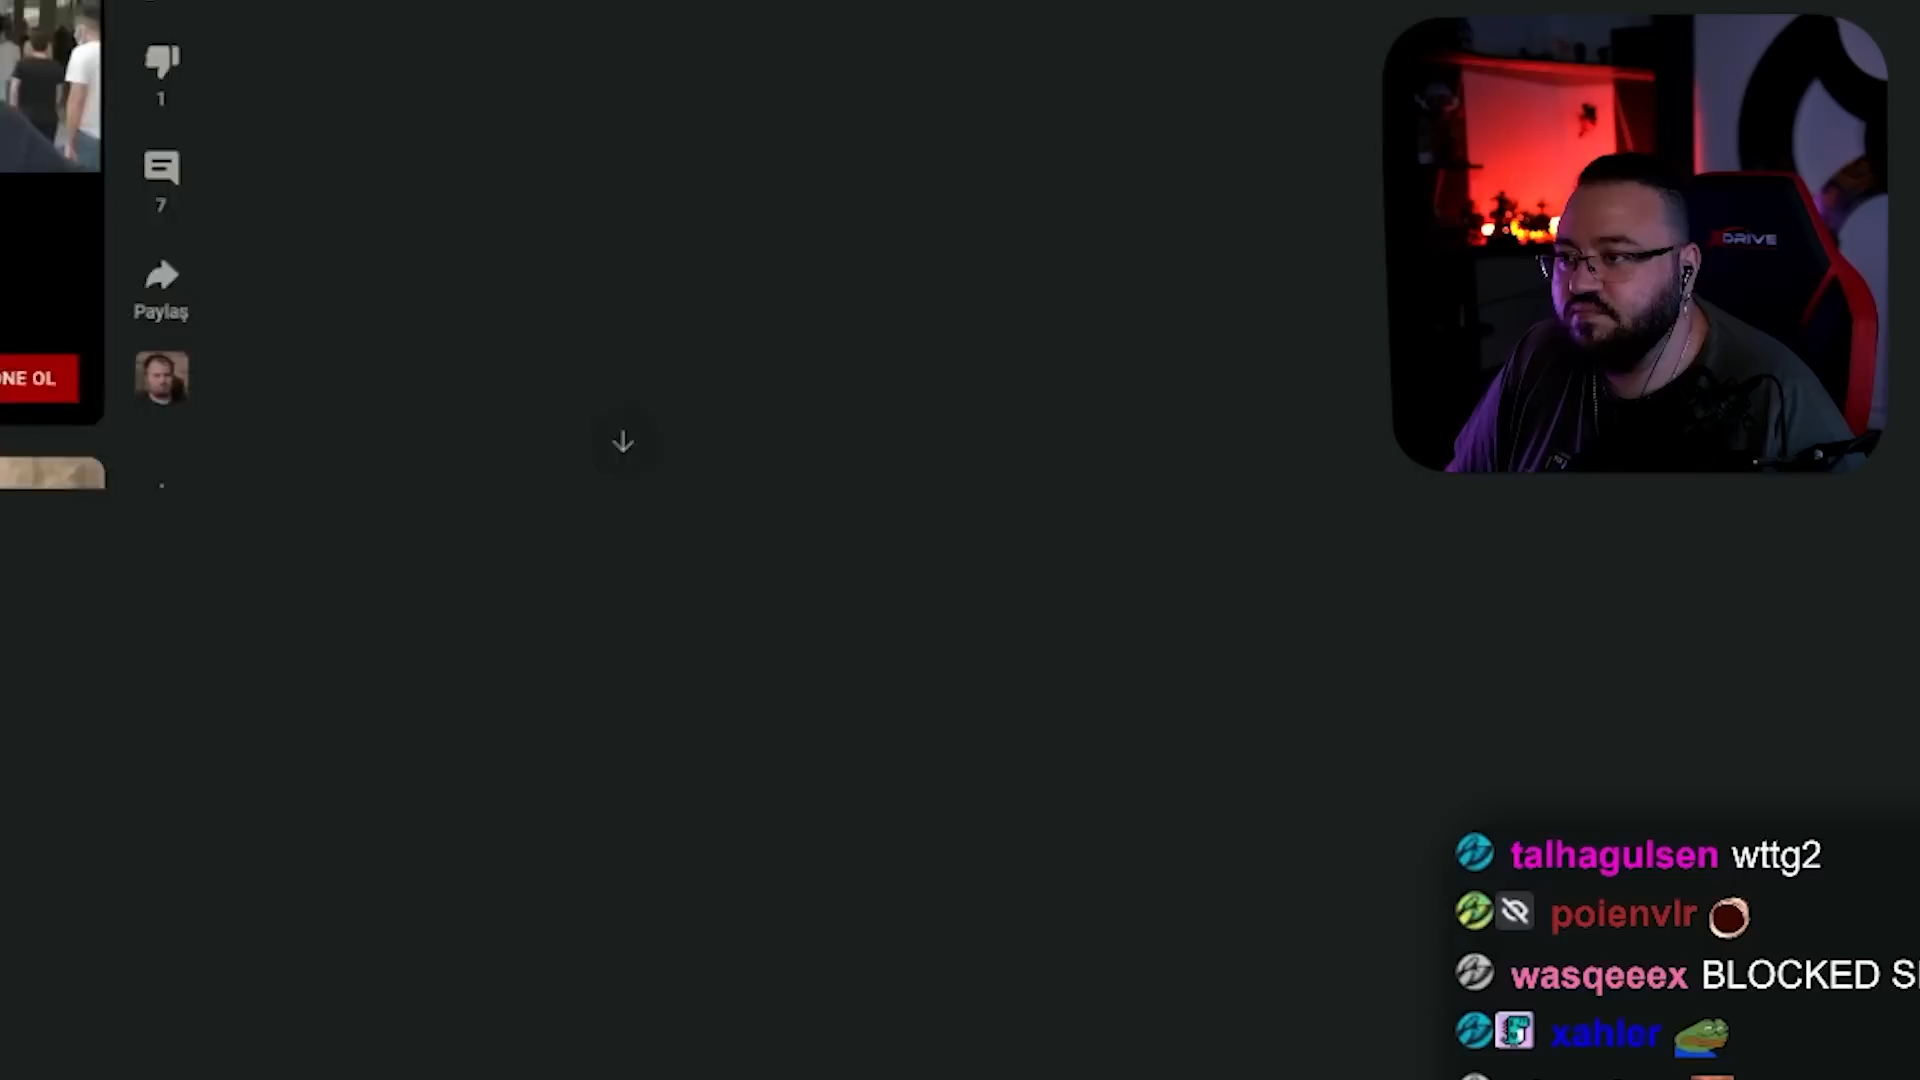 1
7
Paylaş
NE OL
DRIVE
talhagulsen wttg2
poienvlr
wasqeeex BLOCKED S
xahler